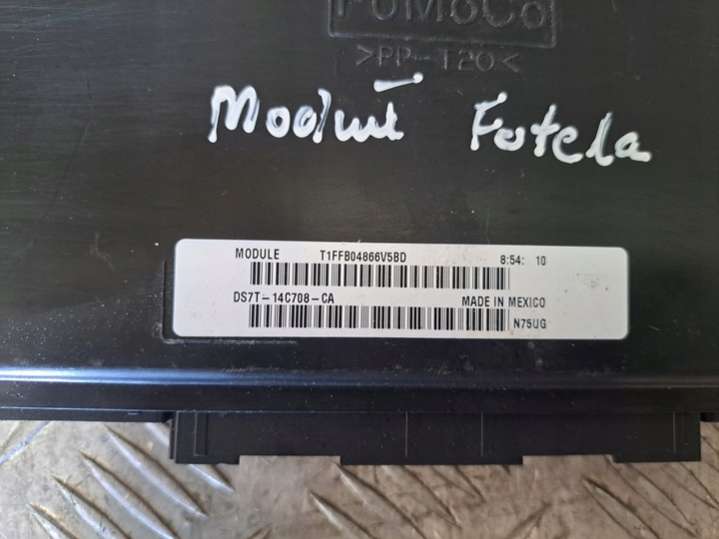 FoMoCo
>PP-T20<
Moduł Fotela
MODULE T1FFB04866V5BD 8:54: 10
DS7T-14C708-CA MADE IN MEXICO
N75UG